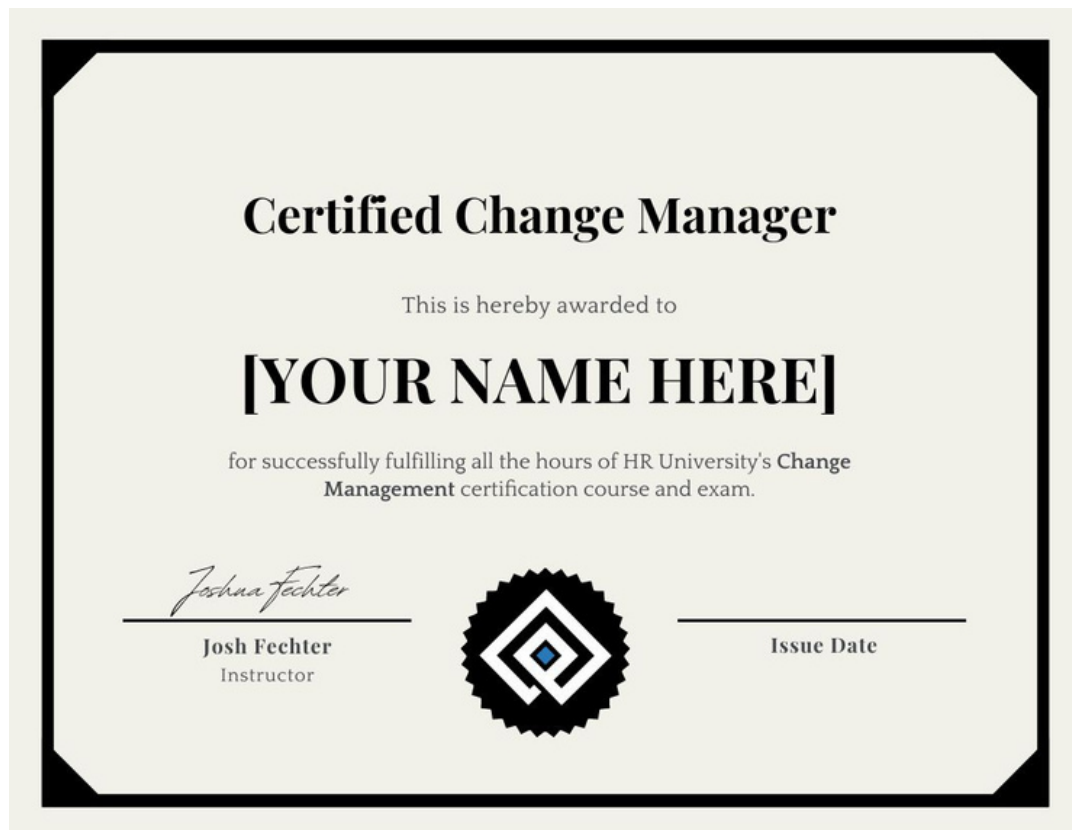 Certified Change Manager
This is hereby awarded to
[YOUR NAME HERE]
for successfully fulfilling all the hours of HR University's Change
Management certification course and exam.
Joshua Fechter
Josh Fechter
Instructor
Issue Date